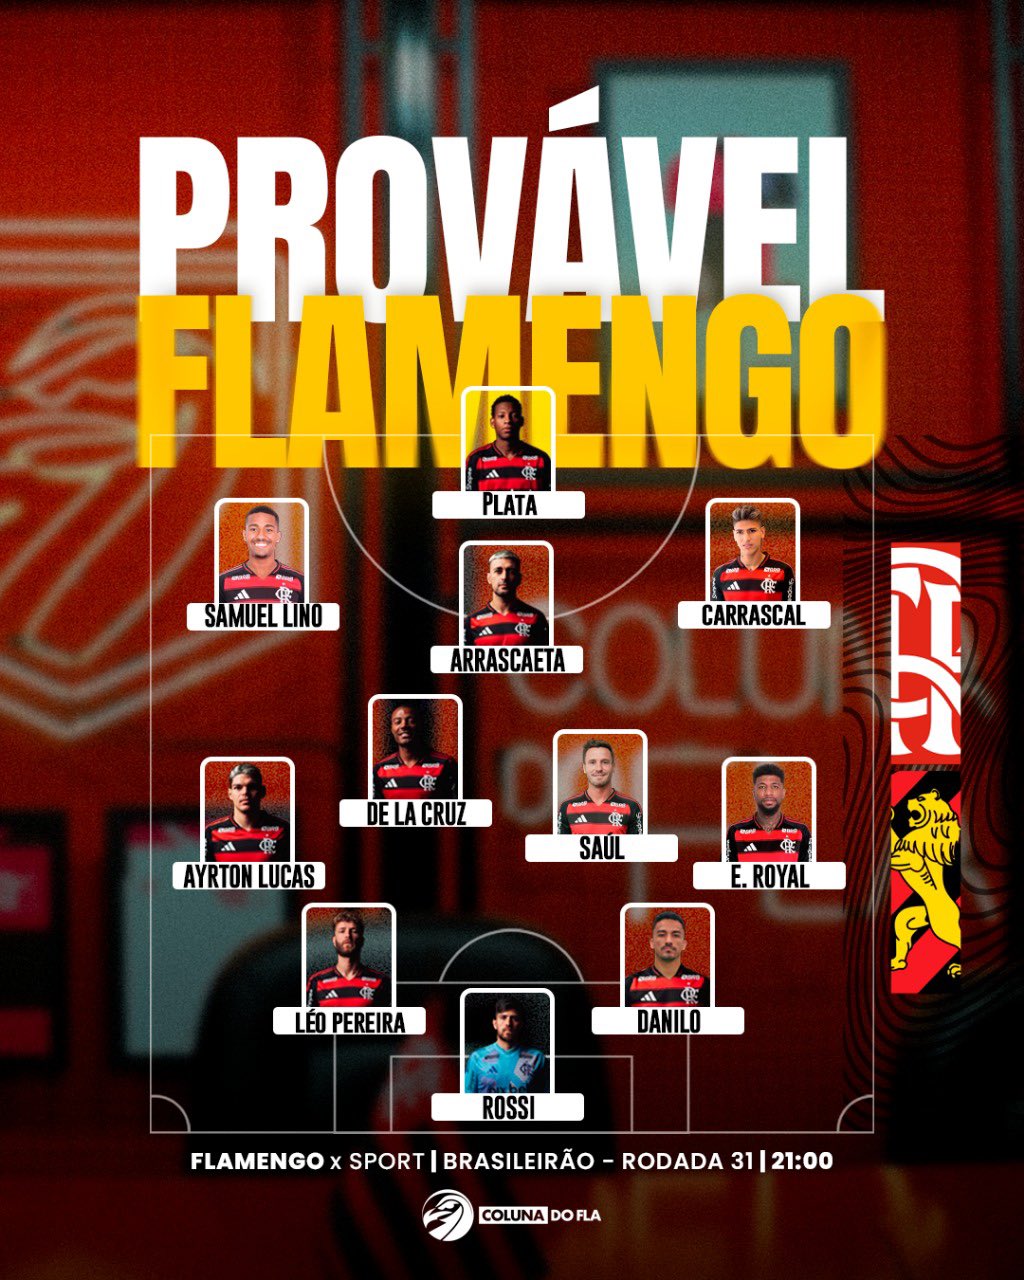 PROVÁVEL
FLAMENGO
PLATA
SAMUEL LINO
CARRASCAL
ARRASCAETA
DE LA CRUZ
SAÚL
AYRTON LUCAS
E. ROYAL
LÉO PEREIRA
DANILO
ROSSI
FLAMENGO x SPORT | BRASILEIRÃO - RODADA 31 | 21:00
COLUNA DO FLA